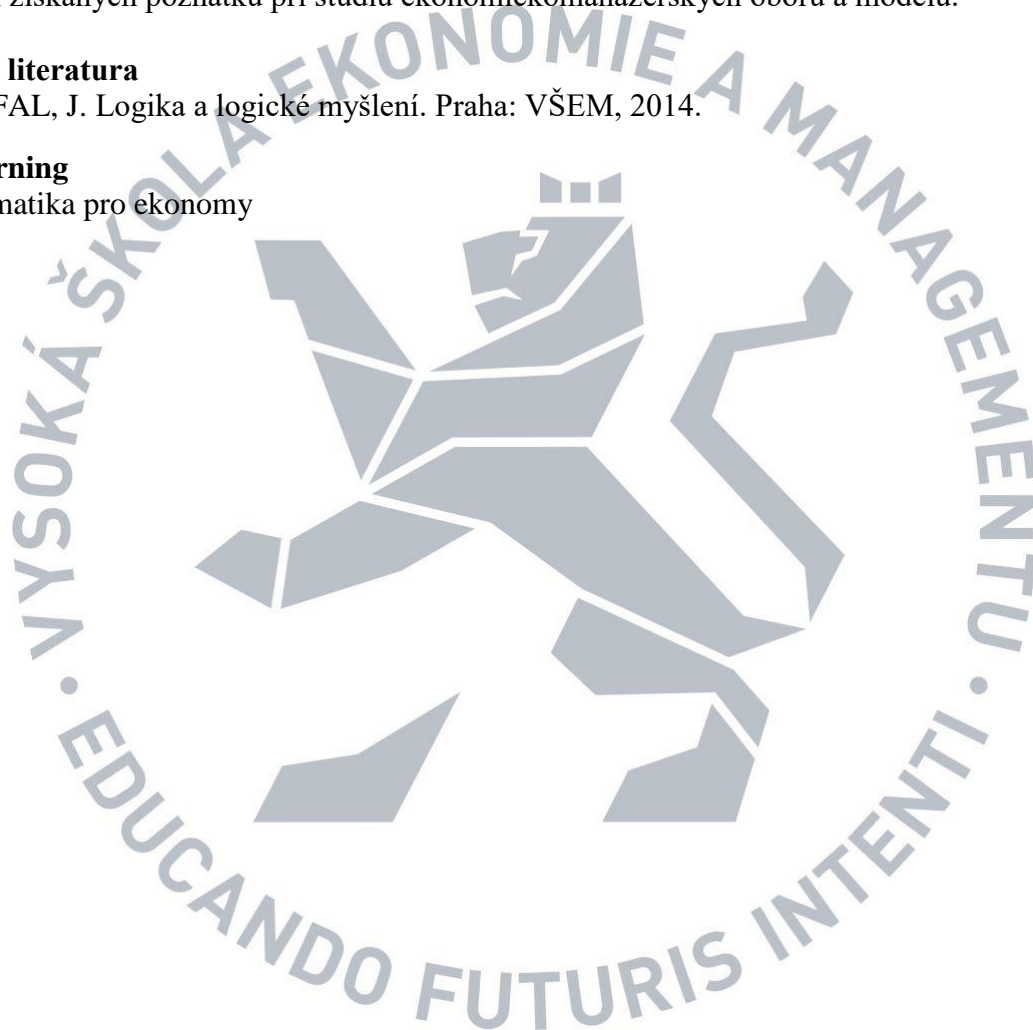 získaných poznatků při studiu ekonomickomanažerských oborů a modelů.
literatura
FAL, J. Logika a logické myšlení. Praha: VŠEM, 2014.
rning
matika pro ekonomy
VYSOKÁ ŠKOLA EKONOMIE A MANAGEMENTU
EDUCANDO FUTURIS INTENTI